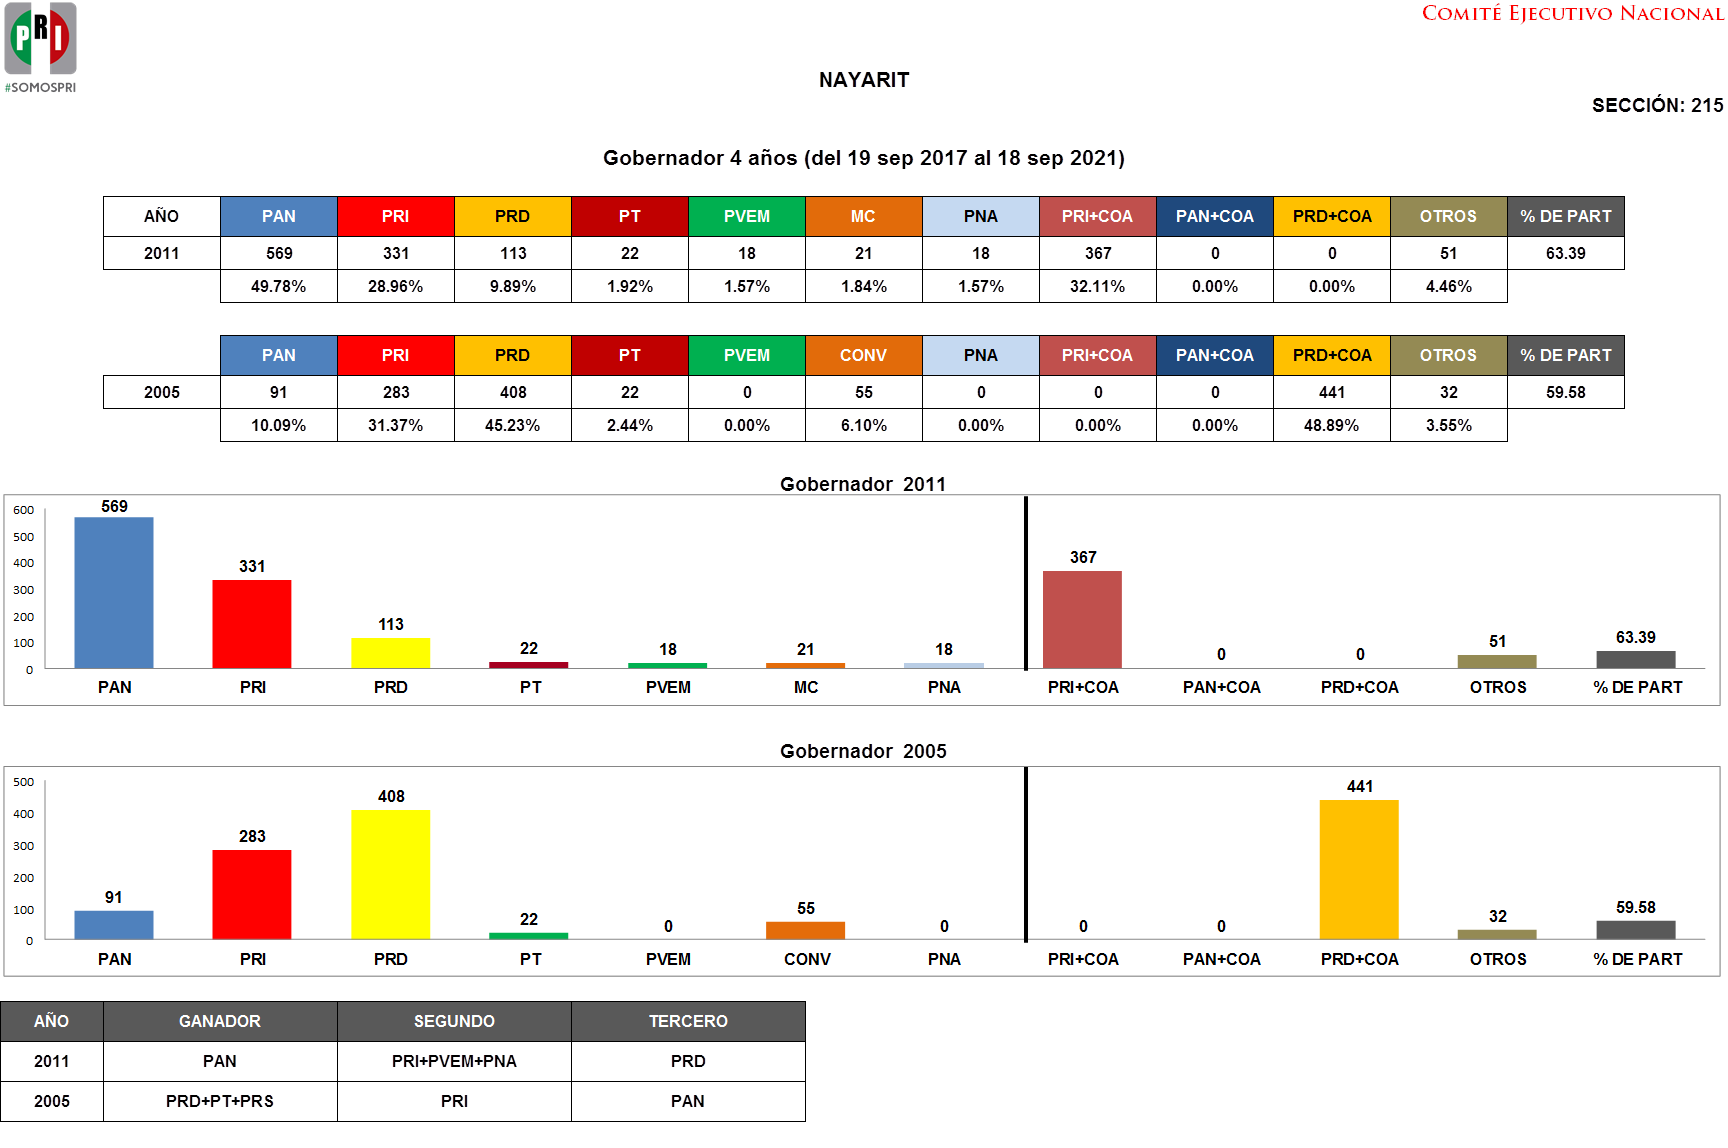 PRI
#SOMOSPRI
COMITÉ EJECUTIVO NACIONAL
NAYARIT
SECCIÓN: 215
Gobernador 4 años (del 19 sep 2017 al 18 sep 2021)
AÑO PAN PRI PRD PT PVEM MC PNA PRI+COA PAN+COA PRD+COA OTROS % DE PART
2011 569 331 113 22 18 21 18 367 0 0 51 63.39
49.78% 28.96% 9.89% 1.92% 1.57% 1.84% 1.57% 32.11% 0.00% 0.00% 4.46%
PAN PRI PRD PT PVEM CONV PNA PRI+COA PAN+COA PRD+COA OTROS % DE PART
2005 91 283 408 22 0 55 0 0 0 441 32 59.58
10.09% 31.37% 45.23% 2.44% 0.00% 6.10% 0.00% 0.00% 0.00% 48.89% 3.55%
Gobernador 2011
600
500
400
300
200
100
0
569 331 113 22 18 21 18 367 0 0 51 63.39
PAN PRI PRD PT PVEM MC PNA PRI+COA PAN+COA PRD+COA OTROS % DE PART
Gobernador 2005
500
400
300
200
100
0
91 283 408 22 0 55 0 0 0 441 32 59.58
PAN PRI PRD PT PVEM CONV PNA PRI+COA PAN+COA PRD+COA OTROS % DE PART
AÑO GANADOR SEGUNDO TERCERO
2011 PAN PRI+PVEM+PNA PRD
2005 PRD+PT+PRS PRI PAN